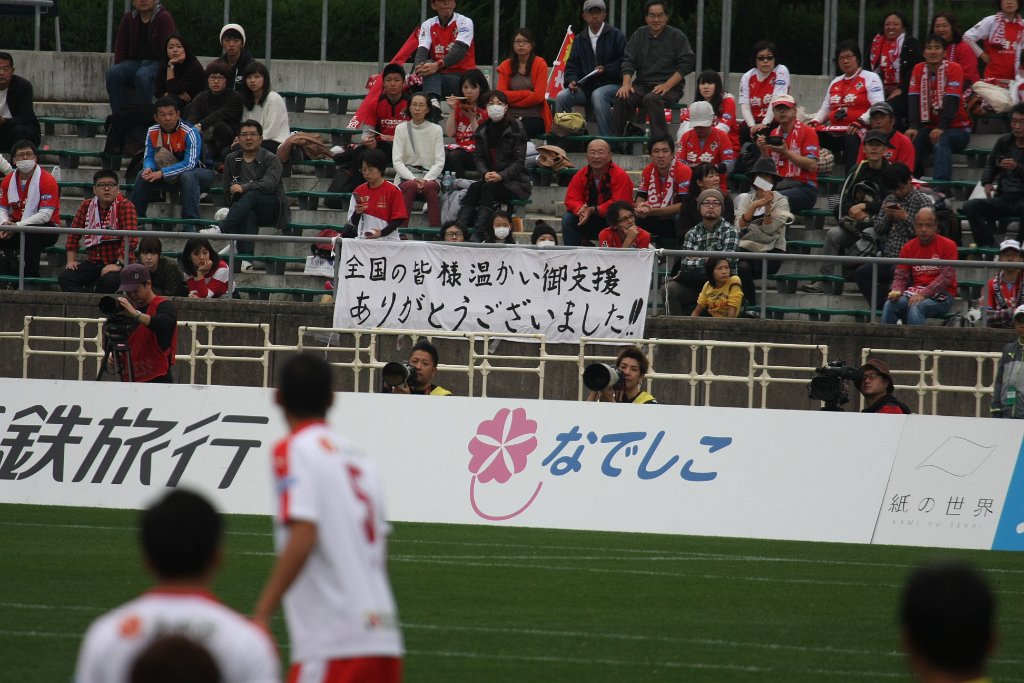 全国の皆様温かい御支援
ありがとうございました!!
鉄旅行
なでしこ
紙の世界
KAMI no SEKAI
5